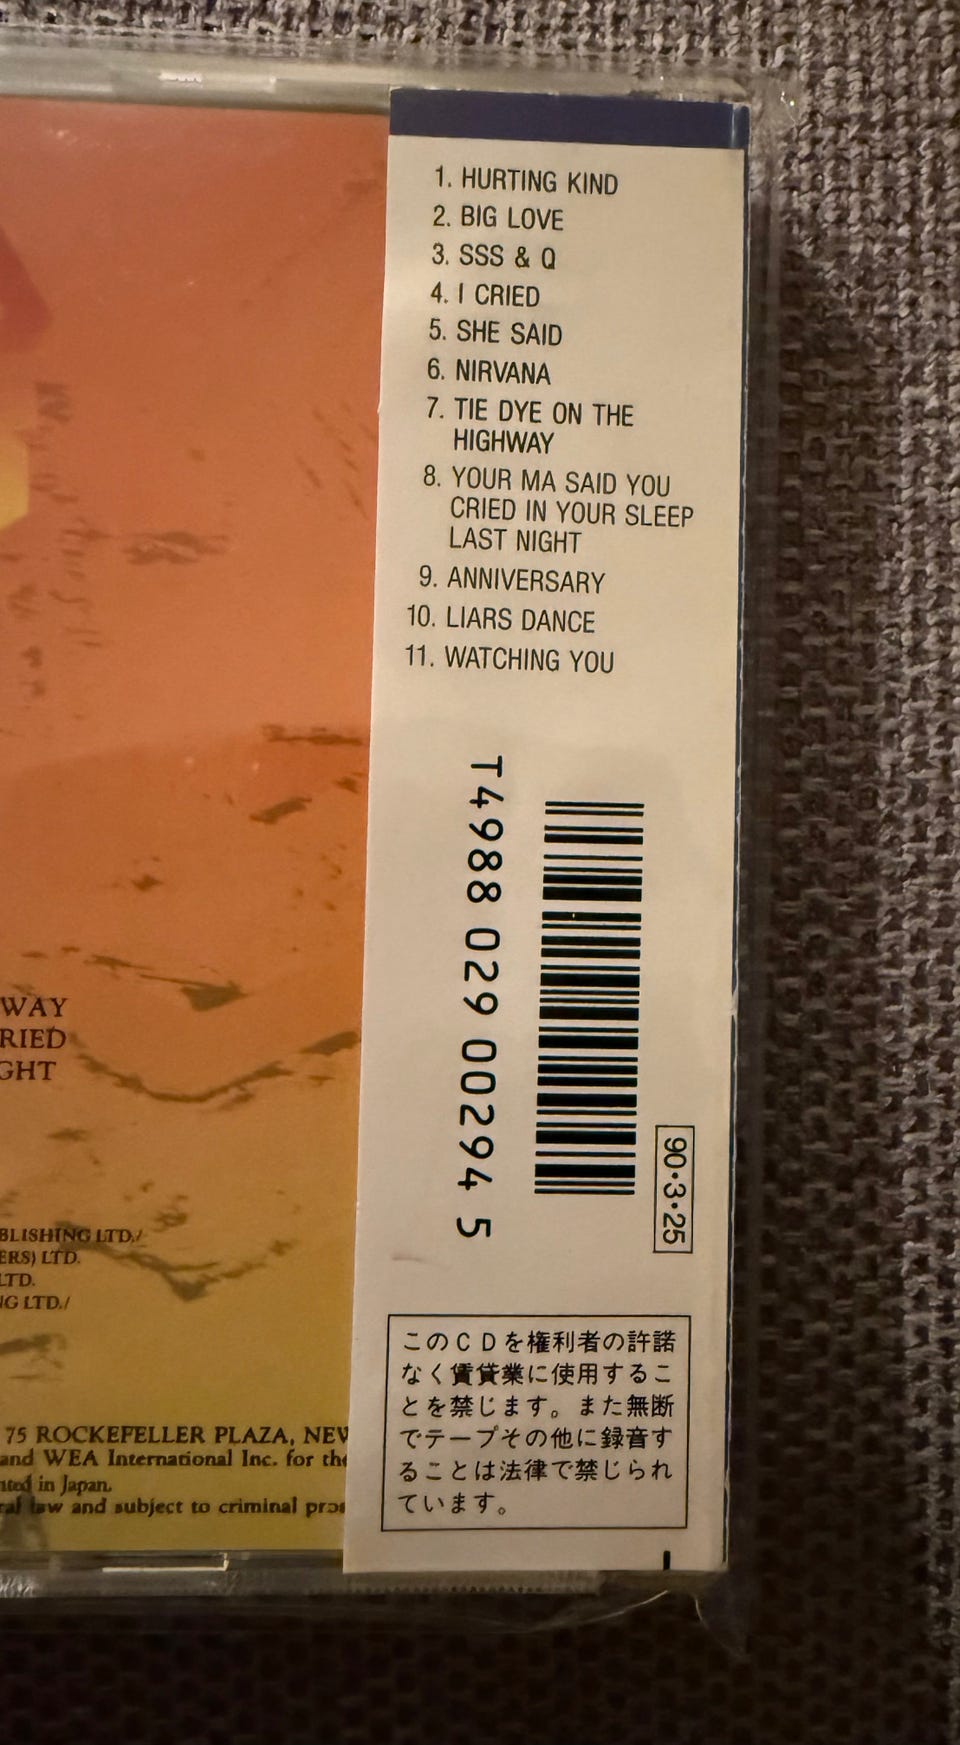 1. HURTING KIND
2. BIG LOVE
3. SSS & Q
4. I CRIED
5. SHE SAID
6. NIRVANA
7. TIE DYE ON THE
HIGHWAY
8. YOUR MA SAID YOU
CRIED IN YOUR SLEEP
LAST NIGHT
9. ANNIVERSARY
10. LIARS DANCE
11. WATCHING YOU
T4988 029 00294 5
90・3・25
このCDを権利者の許諾
なく賃貸業に使用するこ
とを禁じます。また無断
でテープその他に録音す
ることは法律で禁じられ
ています。
WAY
RIED
GHT
BLISHING LTD./
ERS) LTD.
LTD.
NG LTD./
75 ROCKEFELLER PLAZA, NEW
and WEA International Inc. for the
in Japan.
law and subject to criminal